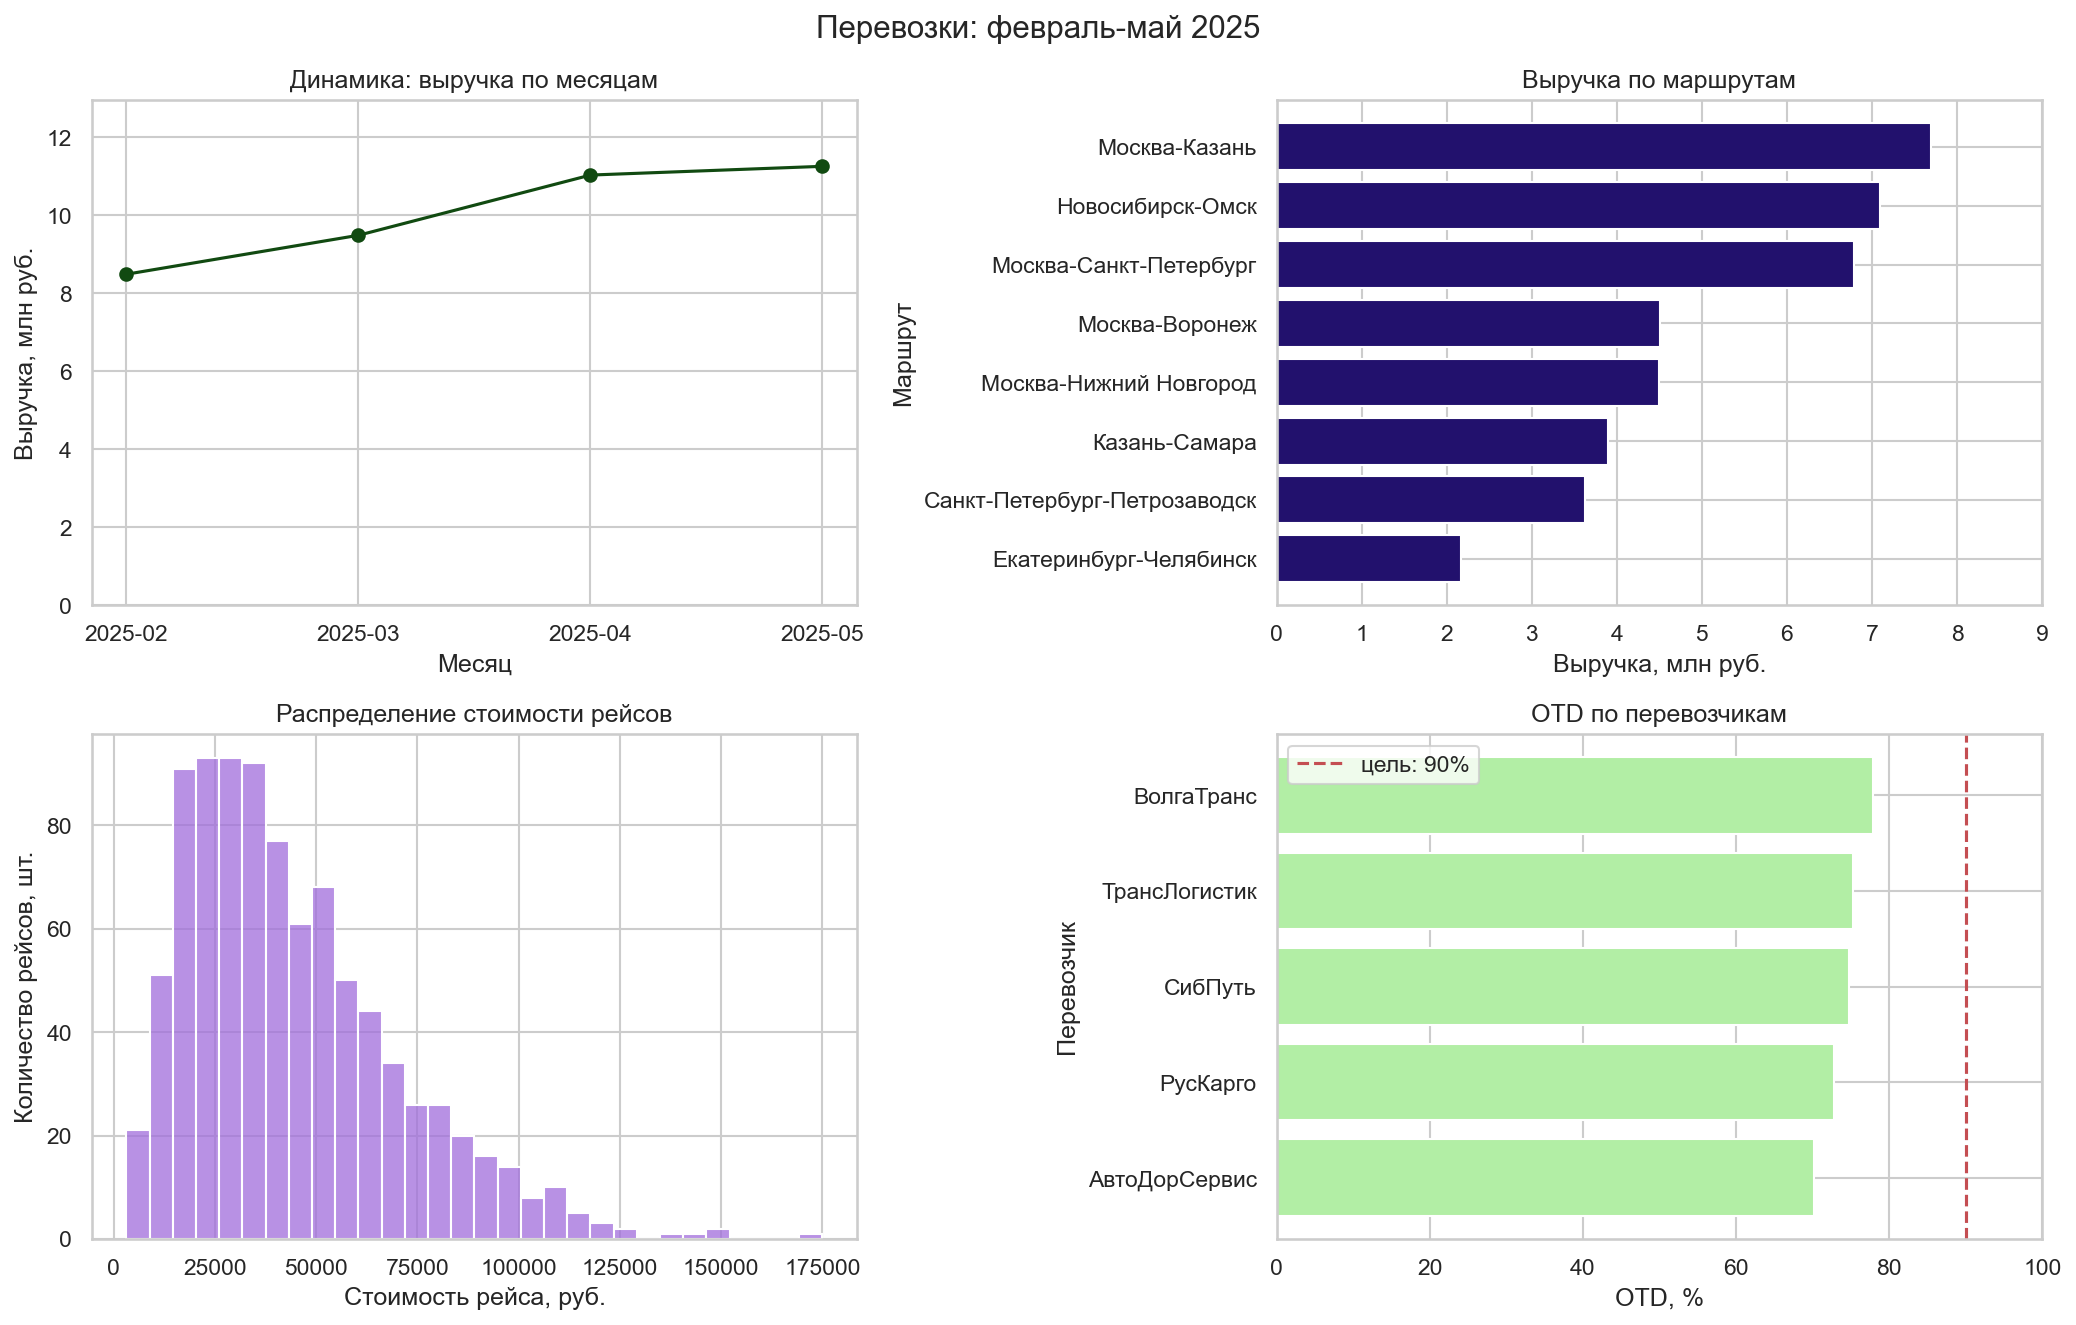 Перевозки: февраль-май 2025
Динамика: выручка по месяцам
Выручка, млн руб.
12
10
8
6
4
2
0
2025-02 2025-03 2025-04 2025-05
Месяц
Выручка по маршрутам
Маршрут
Москва-Казань
Новосибирск-Омск
Москва-Санкт-Петербург
Москва-Воронеж
Москва-Нижний Новгород
Казань-Самара
Санкт-Петербург-Петрозаводск
Екатеринбург-Челябинск
0 1 2 3 4 5 6 7 8 9
Выручка, млн руб.
Распределение стоимости рейсов
Количество рейсов, шт.
80
60
40
20
0
0 25000 50000 75000 100000 125000 150000 175000
Стоимость рейса, руб.
OTD по перевозчикам
цель: 90%
Перевозчик
ВолгаТранс
ТрансЛогистик
СибПуть
РусКарго
АвтоДорСервис
0 20 40 60 80 100
OTD, %